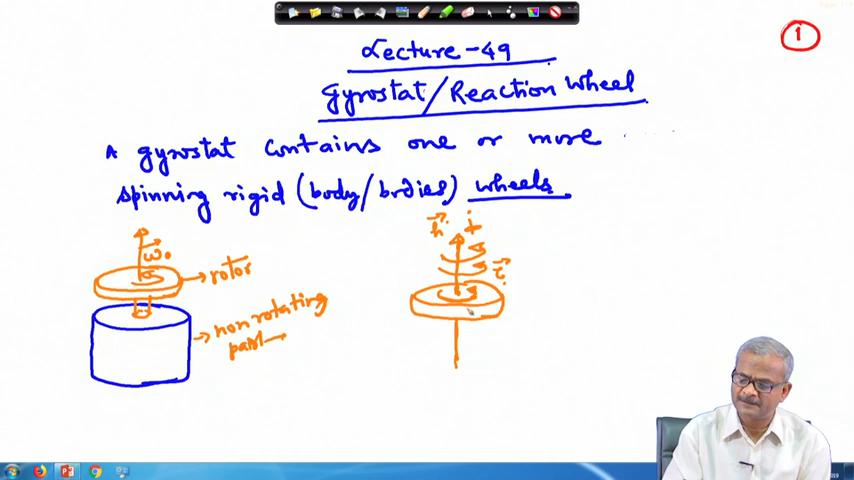 1
Lecture-49
Gyrostat/Reaction Wheel
A gyrostat contains one or more
spinning rigid (body/bodies) wheels
h j
ω₀
τ
rotor
non rotating
part